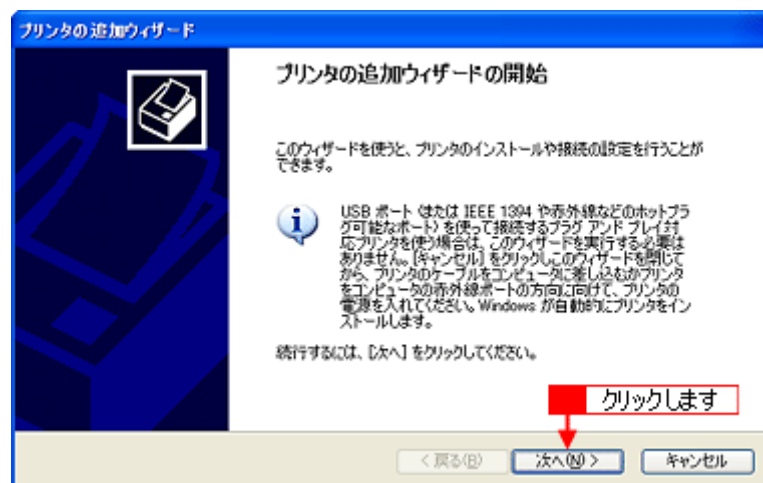 プリンタの追加ウィザード
プリンタの追加ウィザードの開始
このウィザードを使うと、プリンタのインストールや接続の設定を行うことが
できます。
USB ポート (または IEEE 1394 や赤外線などのホットプラ
グ可能なポート) を使って接続するプラグ アンド プレイ対
応プリンタを使う場合は、このウィザードを実行する必要は
ありません。[キャンセル] をクリックしこのウィザードを閉じて
から、プリンタのケーブルをコンピュータに差し込むかプリンタ
をコンピュータの赤外線ポートの方向に向けて、プリンタの
電源を入れてください。Windows が自動的にプリンタをイン
ストールします。
続行するには、[次へ] をクリックしてください。
クリックします
< 戻る(B)
次へ(N) >
キャンセル